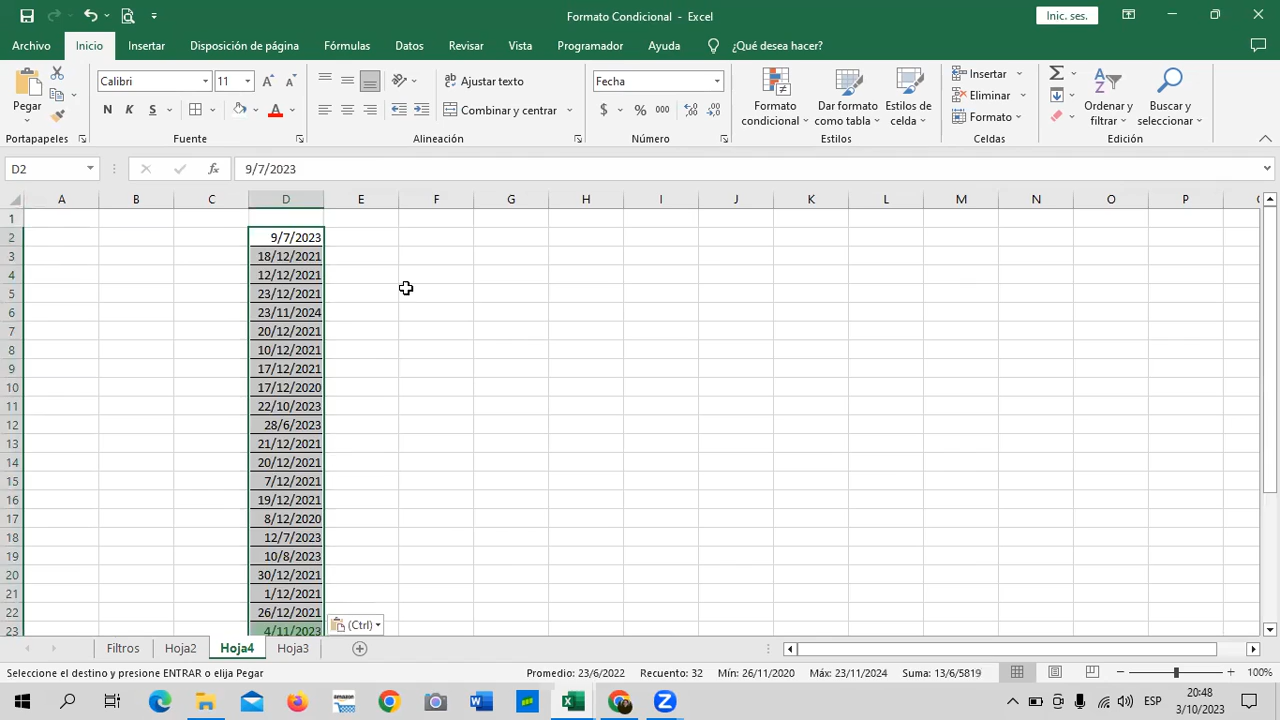 Formato Condicional - Excel
Inic. ses.
Archivo Inicio Insertar Disposición de página Fórmulas Datos Revisar Vista Programador Ayuda ¿Qué desea hacer?
Pegar
Calibri 11
N K S
Ajustar texto
Combinar y centrar
Fecha
$ % 000
Formato condicional
Dar formato como tabla
Estilos de celda
Insertar
Eliminar
Formato
Ordenar y filtrar
Buscar y seleccionar
Portapapeles Fuente Alineación Número Estilos Celdas Edición
D2 fx 9/7/2023
A B C D E F G H I J K L M N O P
1
2 9/7/2023
3 18/12/2021
4 12/12/2021
5 23/12/2021
6 23/11/2024
7 20/12/2021
8 10/12/2021
9 17/12/2021
10 17/12/2020
11 22/10/2023
12 28/6/2023
13 21/12/2021
14 20/12/2021
15 7/12/2021
16 19/12/2021
17 8/12/2020
18 12/7/2023
19 10/8/2023
20 30/12/2021
21 1/12/2021
22 26/12/2021
23 4/11/2023
(Ctrl)
Filtros Hoja2 Hoja4 Hoja3
Seleccione el destino y presione ENTRAR o elija Pegar
Promedio: 23/6/2022 Recuento: 32 Mín: 26/11/2020 Máx: 23/11/2024 Suma: 13/6/5819
100%
ESP
20:48
3/10/2023